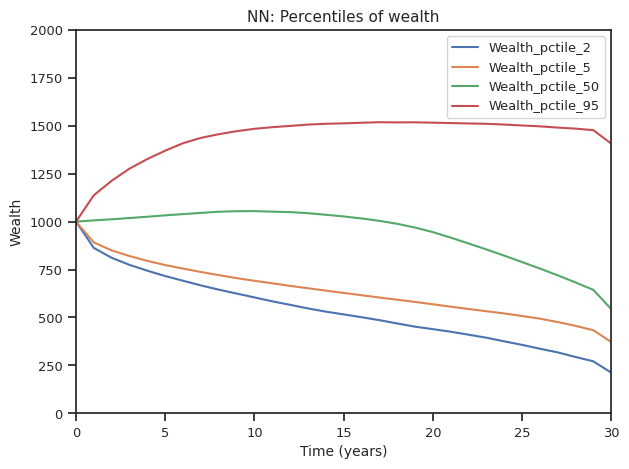 NN: Percentiles of wealth
Wealth
2000
1750
1500
1250
1000
750
500
250
0
Wealth_pctile_2
Wealth_pctile_5
Wealth_pctile_50
Wealth_pctile_95
0 5 10 15 20 25 30
Time (years)